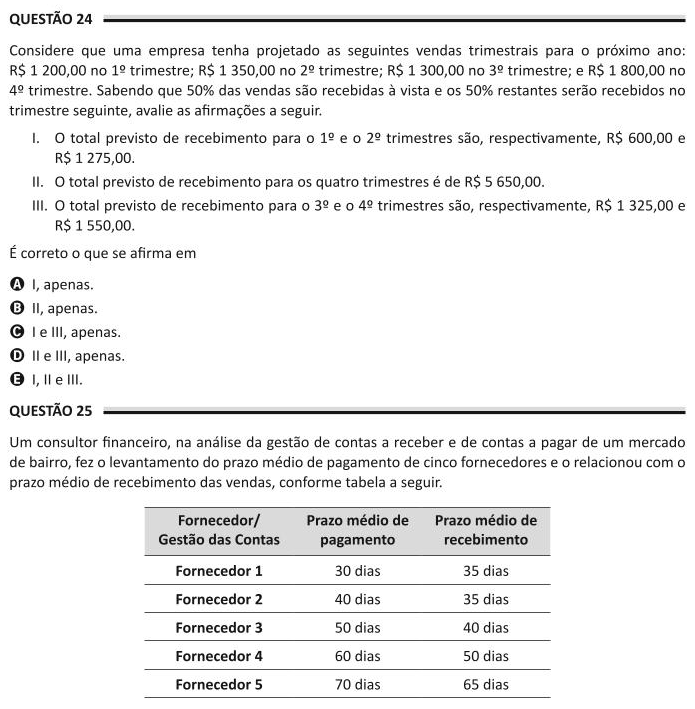 QUESTÃO 24
Considere que uma empresa tenha projetado as seguintes vendas trimestrais para o próximo ano:
R$ 1 200,00 no 1º trimestre; R$ 1 350,00 no 2º trimestre; R$ 1 300,00 no 3º trimestre; e R$ 1 800,00 no
4º trimestre. Sabendo que 50% das vendas são recebidas à vista e os 50% restantes serão recebidos no
trimestre seguinte, avalie as afirmações a seguir.
I. O total previsto de recebimento para o 1º e o 2º trimestres são, respectivamente, R$ 600,00 e
R$ 1 275,00.
II. O total previsto de recebimento para os quatro trimestres é de R$ 5 650,00.
III. O total previsto de recebimento para o 3º e o 4º trimestres são, respectivamente, R$ 1 325,00 e
R$ 1 550,00.
É correto o que se afirma em
A I, apenas.
B II, apenas.
C I e III, apenas.
D II e III, apenas.
E I, II e III.
QUESTÃO 25
Um consultor financeiro, na análise da gestão de contas a receber e de contas a pagar de um mercado
de bairro, fez o levantamento do prazo médio de pagamento de cinco fornecedores e o relacionou com o
prazo médio de recebimento das vendas, conforme tabela a seguir.
Fornecedor/ Prazo médio de Prazo médio de
Gestão das Contas pagamento recebimento
Fornecedor 1 30 dias 35 dias
Fornecedor 2 40 dias 35 dias
Fornecedor 3 50 dias 40 dias
Fornecedor 4 60 dias 50 dias
Fornecedor 5 70 dias 65 dias